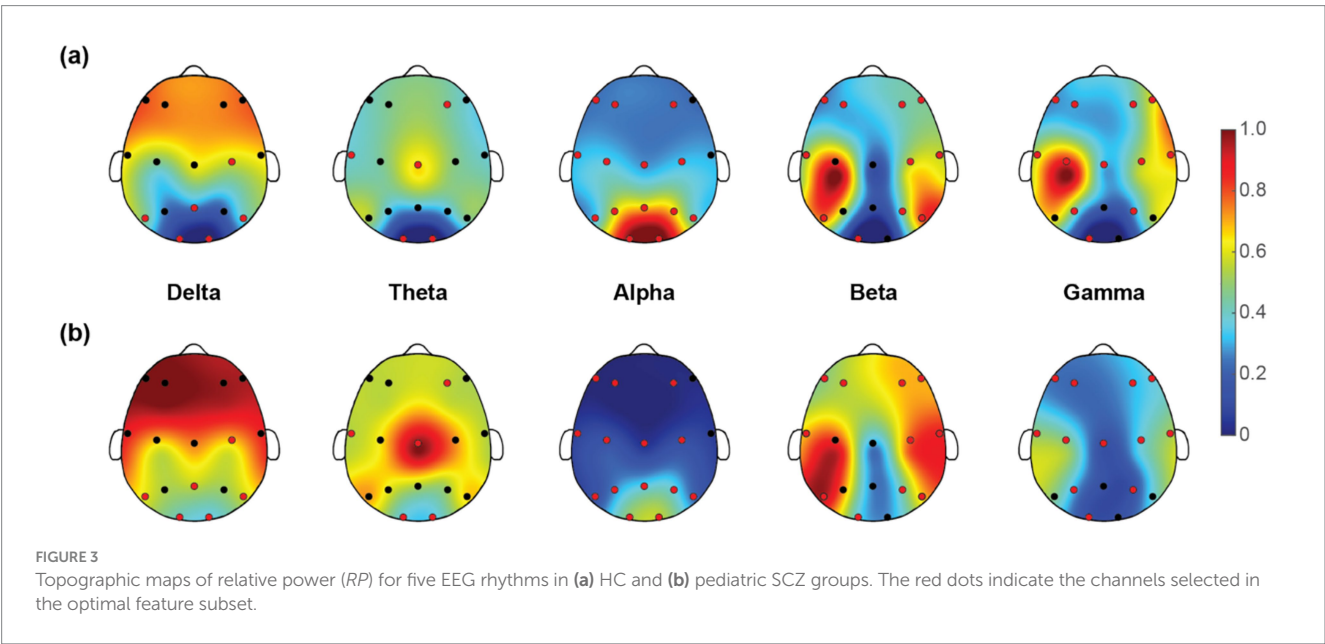 (a)
Delta Theta Alpha Beta Gamma
(b)
1.0
0.8
0.6
0.4
0.2
0
FIGURE 3
Topographic maps of relative power (RP) for five EEG rhythms in (a) HC and (b) pediatric SCZ groups. The red dots indicate the channels selected in
the optimal feature subset.